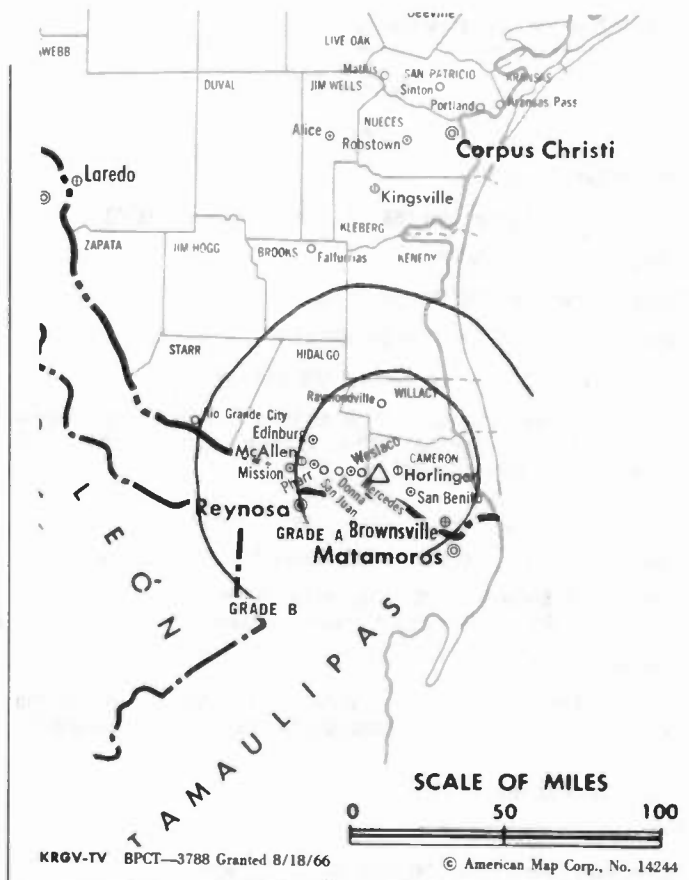 LIVE OAK
WEBB
Mathis
SAN PATRICIO
ARANSAS
DUVAL
JIM WELLS
Sinton
Portland
Aransas Pass
NUECES
Alice
Robstown
Corpus Christi
Laredo
Kingsville
KLEBERG
ZAPATA
JIM HOGG
BROOKS
Falfurrias
KENEDY
STARR
HIDALGO
Raymondville
WILLACY
Rio Grande City
Edinburg
McAllen
Weslaco
CAMERON
Mission
Harlingen
Pharr
San Juan
Donna
Mercedes
San Benito
Reynosa
GRADE A
Brownsville
Matamoros
GRADE B
LEON
TAMAULIPAS
SCALE OF MILES
0 50 100
KRGV-TV BPCT—3788 Granted 8/18/66
© American Map Corp., No. 14244